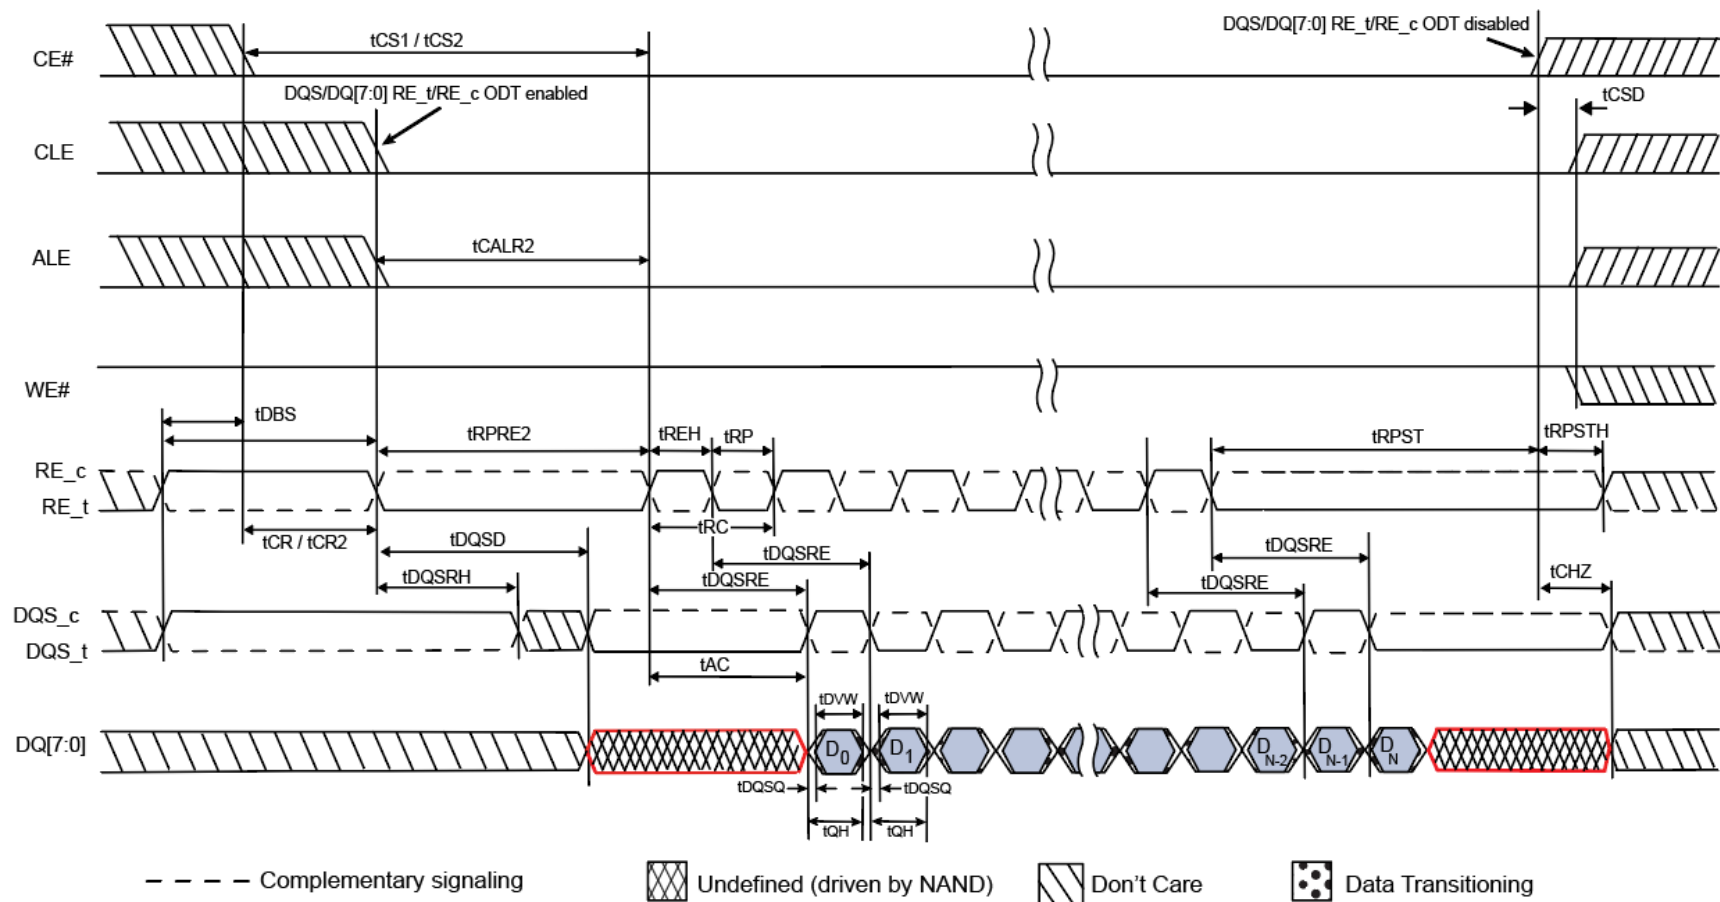 DQS/DQ[7:0] RE_t/RE_c ODT disabled
CE#
tCS1 / tCS2
DQS/DQ[7:0] RE_t/RE_c ODT enabled
tCSD
CLE
ALE
tCALR2
WE#
tDBS
tRPRE2
tREH
tRP
tRPST
tRPSTH
RE_c
RE_t
tCR / tCR2
tDQSD
tRC
tDQSRE
tDQSRE
tDQSRH
tDQSRE
tDQSRE
tCHZ
DQS_c
DQS_t
tAC
tDVW
tDVW
DQ[7:0]
D0
D1
DN-2
DN-1
DN
tDQSQ
tDQSQ
tQH
tQH
Complementary signaling
Undefined (driven by NAND)
Don't Care
Data Transitioning